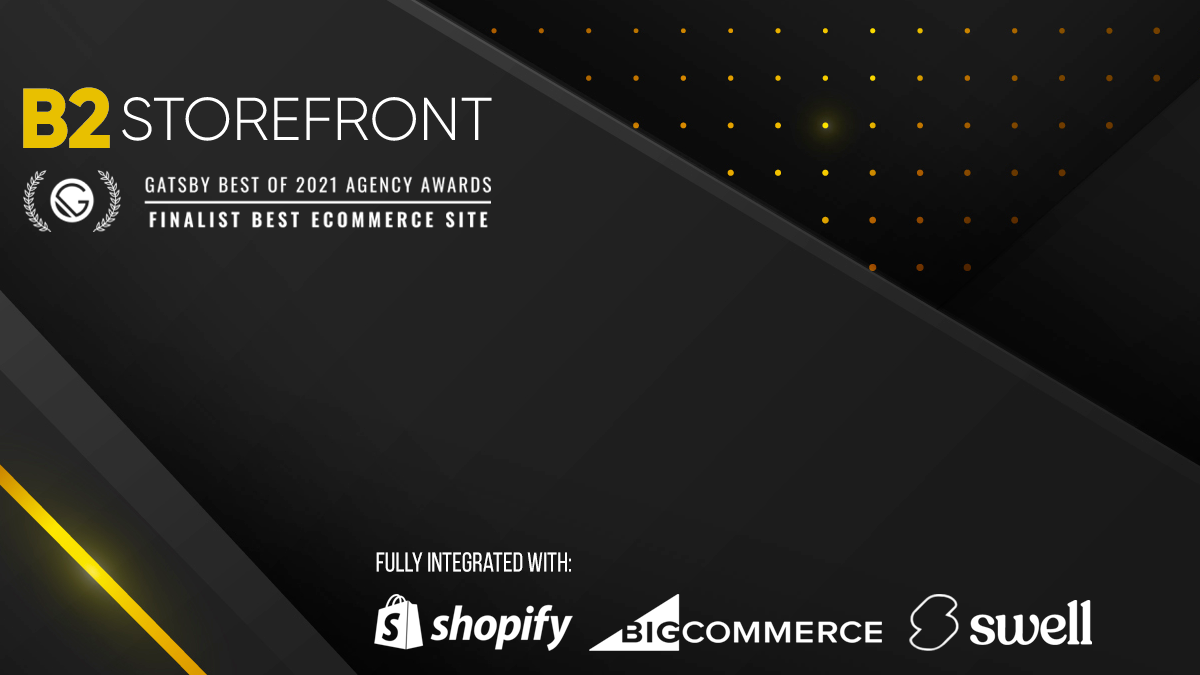 B2 STOREFRONT
GATSBY BEST OF 2021 AGENCY AWARDS
FINALIST BEST ECOMMERCE SITE
FULLY INTEGRATED WITH:
shopify BIGCOMMERCE swell